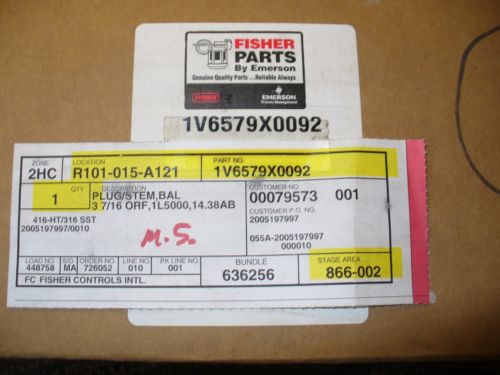 FISHER
PARTS
By Emerson
Genuine Quality Parts ...Reliable Always
FISHER
EMERSON
Process Management
1V6579X0092
ZONE LOCATION PART NO.
2HC R101-015-A121 1V6579X0092
QTY DESCRIPTION CUSTOMER NO.
1 PLUG/STEM,BAL 00079573 001
3 7/16 ORF,1L5000,14.38AB
CUSTOMER P.O. NO.
416-HT/316 SST 2005197997
2005197997/0010
M.S.
055A-2005197997
000010
LOAD NO. S/O ORDER NO. LINE NO. PK LINE NO. BUNDLE STAGE AREA
448758 MA 726052 010 001 636256 866-002
FC FISHER CONTROLS INTL.